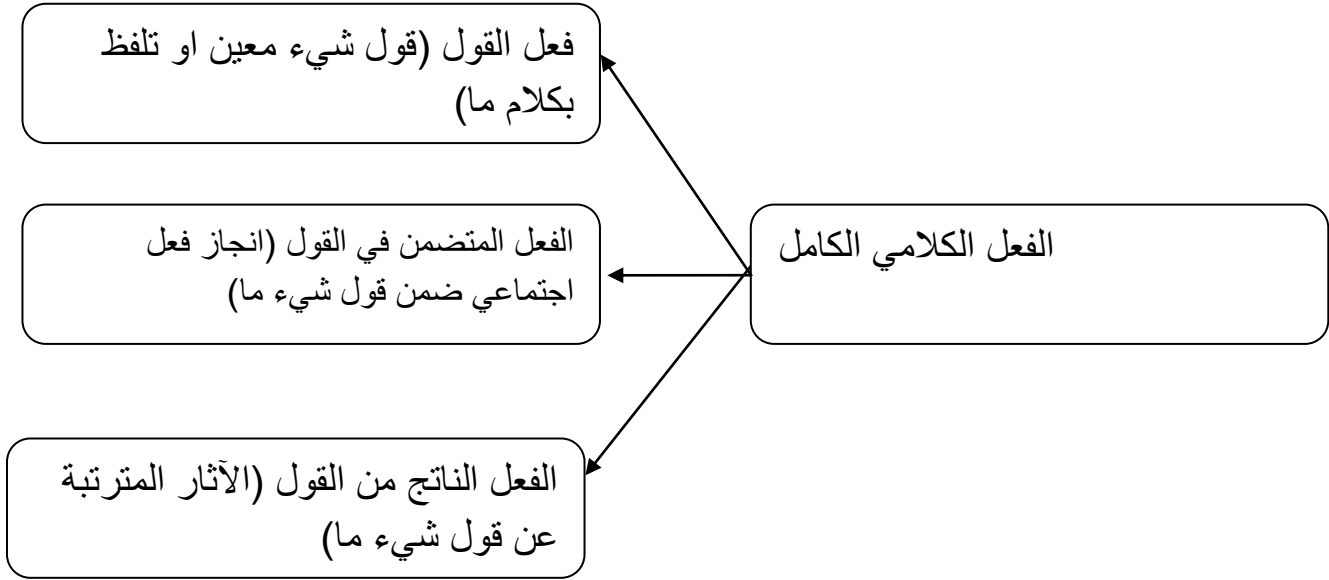 الفعل الكلامي الكامل
فعل القول (قول شيء معين او تلفظ
بكلام ما)
الفعل المتضمن في القول (انجاز فعل
اجتماعي ضمن قول شيء ما)
الفعل الناتج من القول (الآثار المترتبة
عن قول شيء ما)